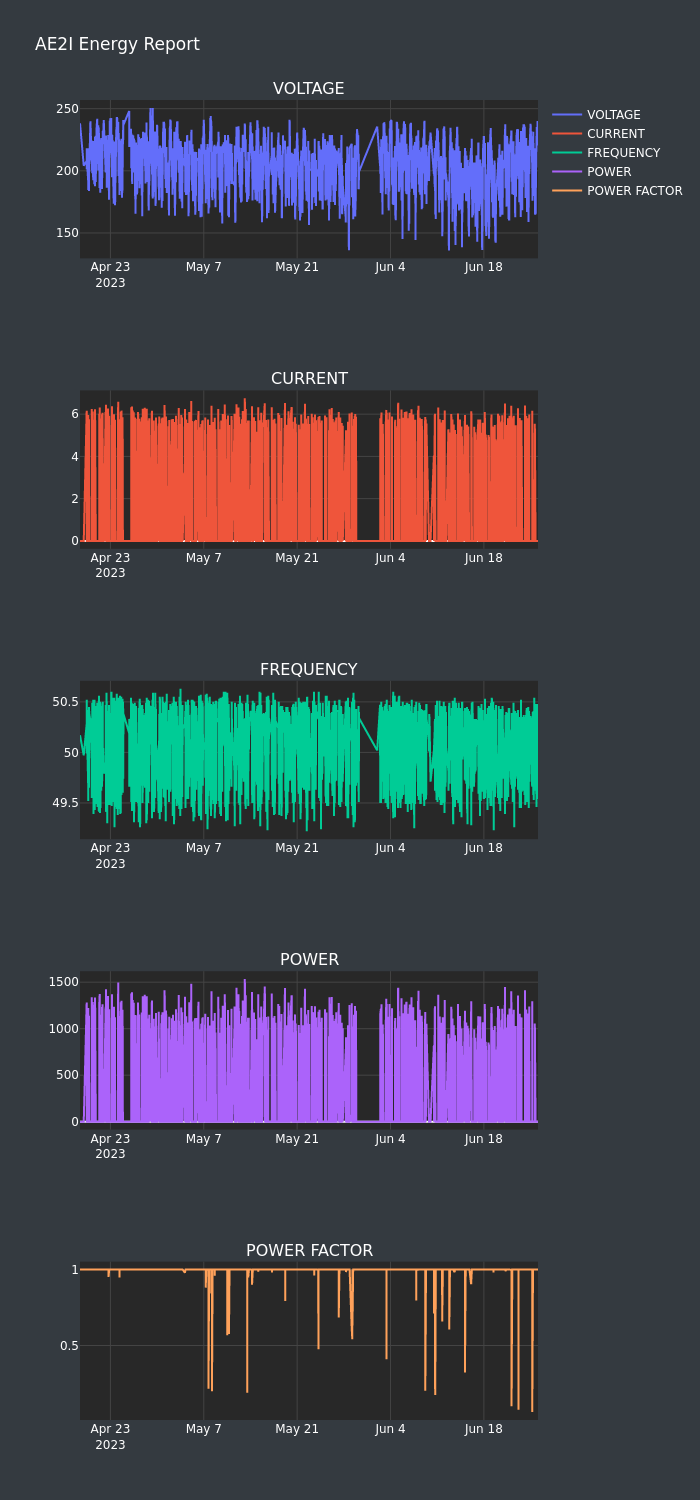 AE2I Energy Report
VOLTAGE
250
200
150
Apr 23
2023
May 7
May 21
Jun 4
Jun 18
VOLTAGE
CURRENT
FREQUENCY
POWER
POWER FACTOR
CURRENT
6
4
2
0
Apr 23
2023
May 7
May 21
Jun 4
Jun 18
FREQUENCY
50.5
50
49.5
Apr 23
2023
May 7
May 21
Jun 4
Jun 18
POWER
1500
1000
500
0
Apr 23
2023
May 7
May 21
Jun 4
Jun 18
POWER FACTOR
1
0.5
Apr 23
2023
May 7
May 21
Jun 4
Jun 18